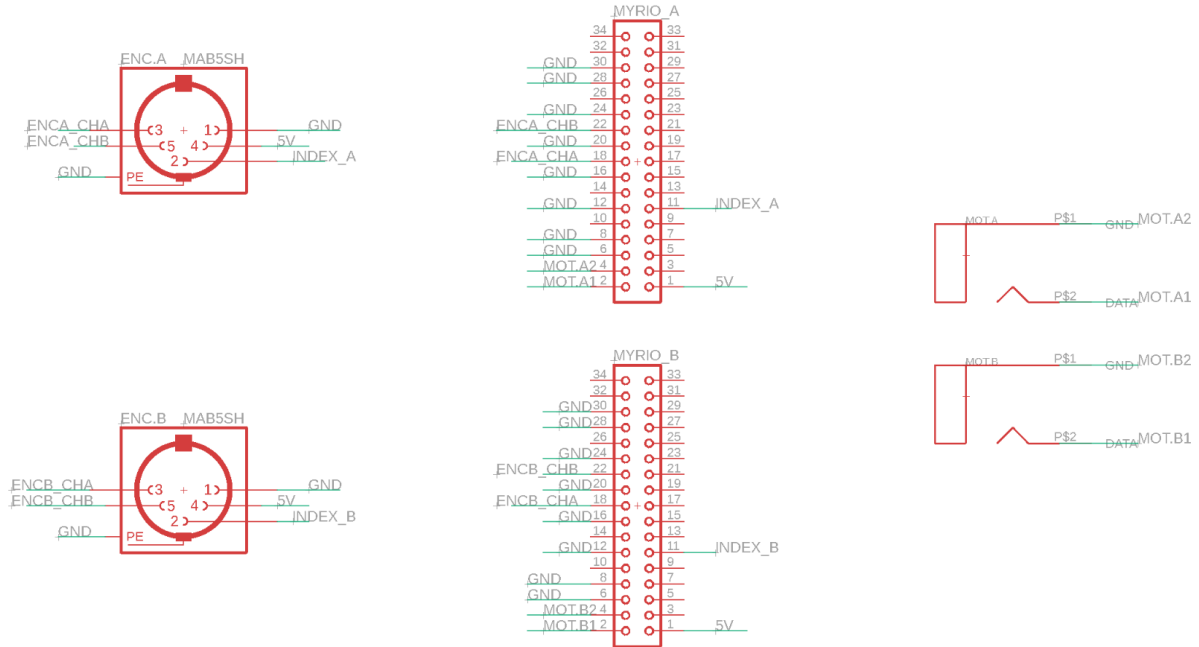 MYRIO_A
34 33
32 31
GND 30 29
GND 28 27
26 25
GND 24 23
ENCA_CHB 22 21
GND 20 19
ENCA_CHA 18 17
GND 16 15
14 13
GND 12 11 INDEX_A
10 9
GND 8 7
GND 6 5
MOT.A2 4 3
MOT.A1 2 1 5V
ENC.A MAB5SH
ENCA_CHA 3 1 GND
ENCA_CHB 5 4 5V
2 INDEX_A
GND PE
MOT.A P$1 GND MOT.A2
P$2 DATA MOT.A1
MOT.B P$1 GND MOT.B2
P$2 DATA MOT.B1
MYRIO_B
34 33
32 31
GND 30 29
GND 28 27
26 25
GND 24 23
ENCB_CHB 22 21
GND 20 19
ENCB_CHA 18 17
GND 16 15
14 13
GND 12 11 INDEX_B
10 9
GND 8 7
GND 6 5
MOT.B2 4 3
MOT.B1 2 1 5V
ENC.B MAB5SH
ENCB_CHA 3 1 GND
ENCB_CHB 5 4 5V
2 INDEX_B
GND PE